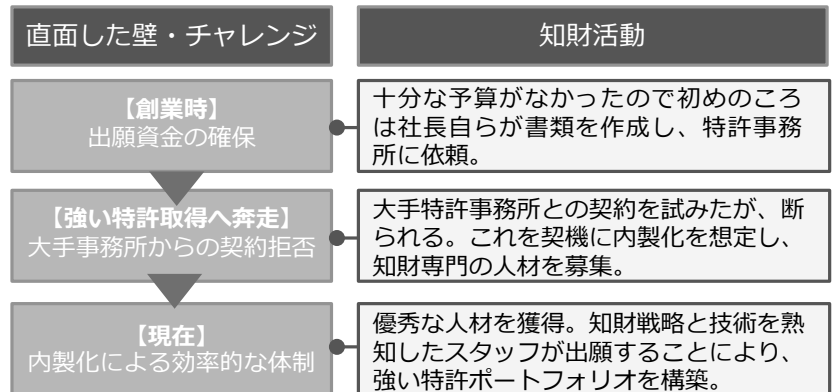 直面した壁・チャレンジ
知財活動
【創業時】
出願資金の確保
十分な予算がなかったので初めのころ
は社長自らが書類を作成し、特許事務
所に依頼。
【強い特許取得へ奔走】
大手事務所からの契約拒否
大手特許事務所との契約を試みたが、断
られる。これを契機に内製化を想定し、
知財専門の人材を募集。
【現在】
内製化による効率的な体制
優秀な人材を獲得。知財戦略と技術を熟
知したスタッフが出願することにより、
強い特許ポートフォリオを構築。